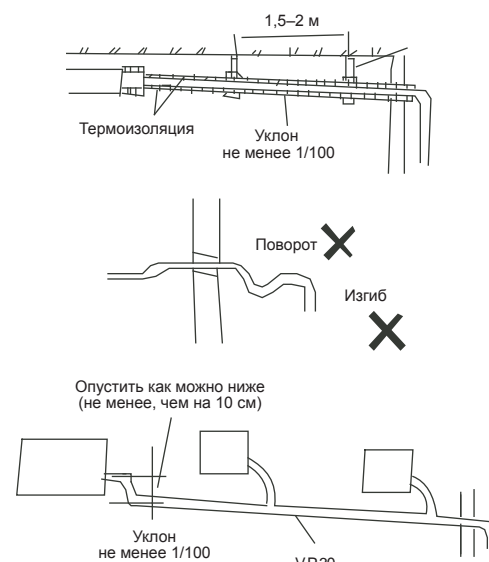 1,5–2 м
Термоизоляция
Уклон
не менее 1/100
Поворот
Изгиб
Опустить как можно ниже
(не менее, чем на 10 см)
Уклон
не менее 1/100